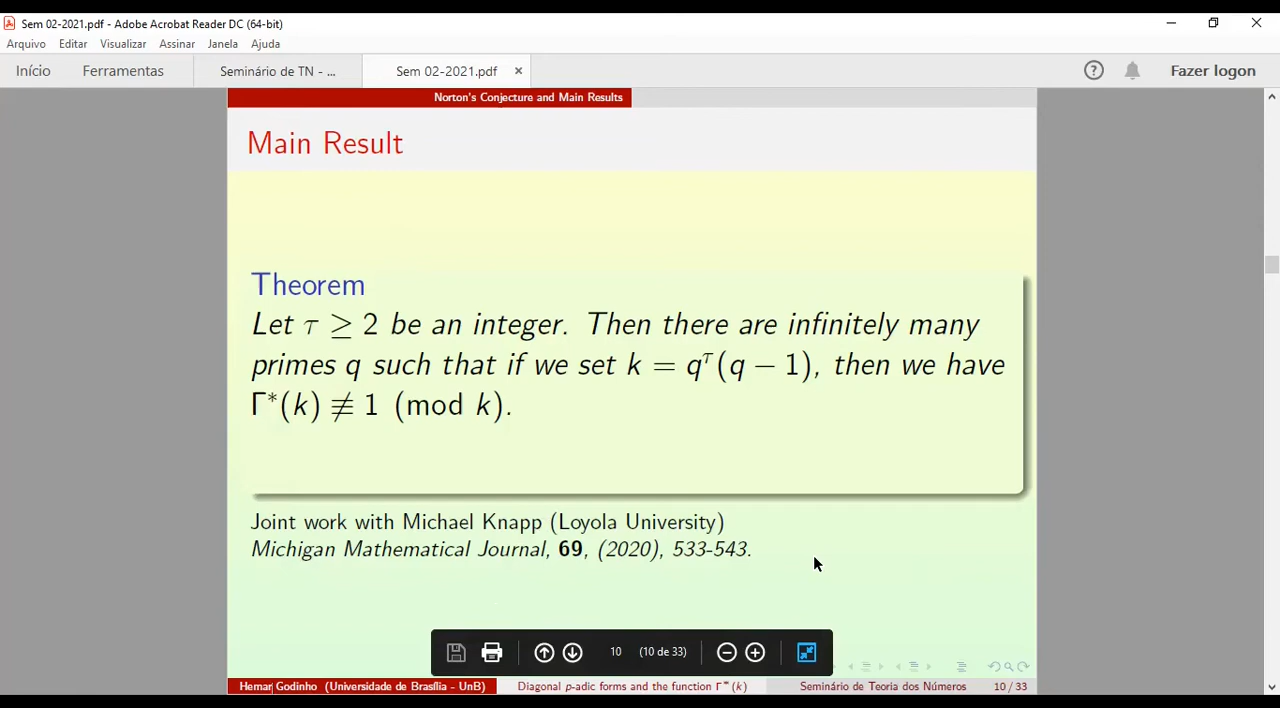 Sem 02-2021.pdf - Adobe Acrobat Reader DC (64-bit)
Arquivo Editar Visualizar Assinar Janela Ajuda
Início Ferramentas Seminário de TN - ... Sem 02-2021.pdf × Fazer logon
Norton's Conjecture and Main Results
Main Result
Theorem
Let τ ≥ 2 be an integer. Then there are infinitely many
primes q such that if we set k = q^τ(q − 1), then we have
Γ*(k) ≢ 1 (mod k).
Joint work with Michael Knapp (Loyola University)
Michigan Mathematical Journal, 69, (2020), 533-543.
10 (10 de 33)
Hemar Godinho (Universidade de Brasília - UnB) Diagonal p-adic forms and the function Γ*(k) Seminário de Teoria dos Números 10 / 33